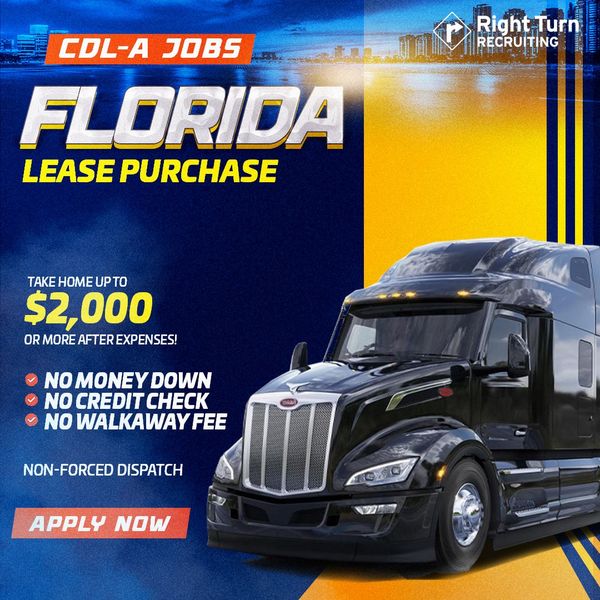 CDL-A JOBS
Right Turn
RECRUITING
FLORIDA
LEASE PURCHASE
TAKE HOME UP TO
$2,000
OR MORE AFTER EXPENSES!
NO MONEY DOWN
NO CREDIT CHECK
NO WALKAWAY FEE
NON-FORCED DISPATCH
APPLY NOW